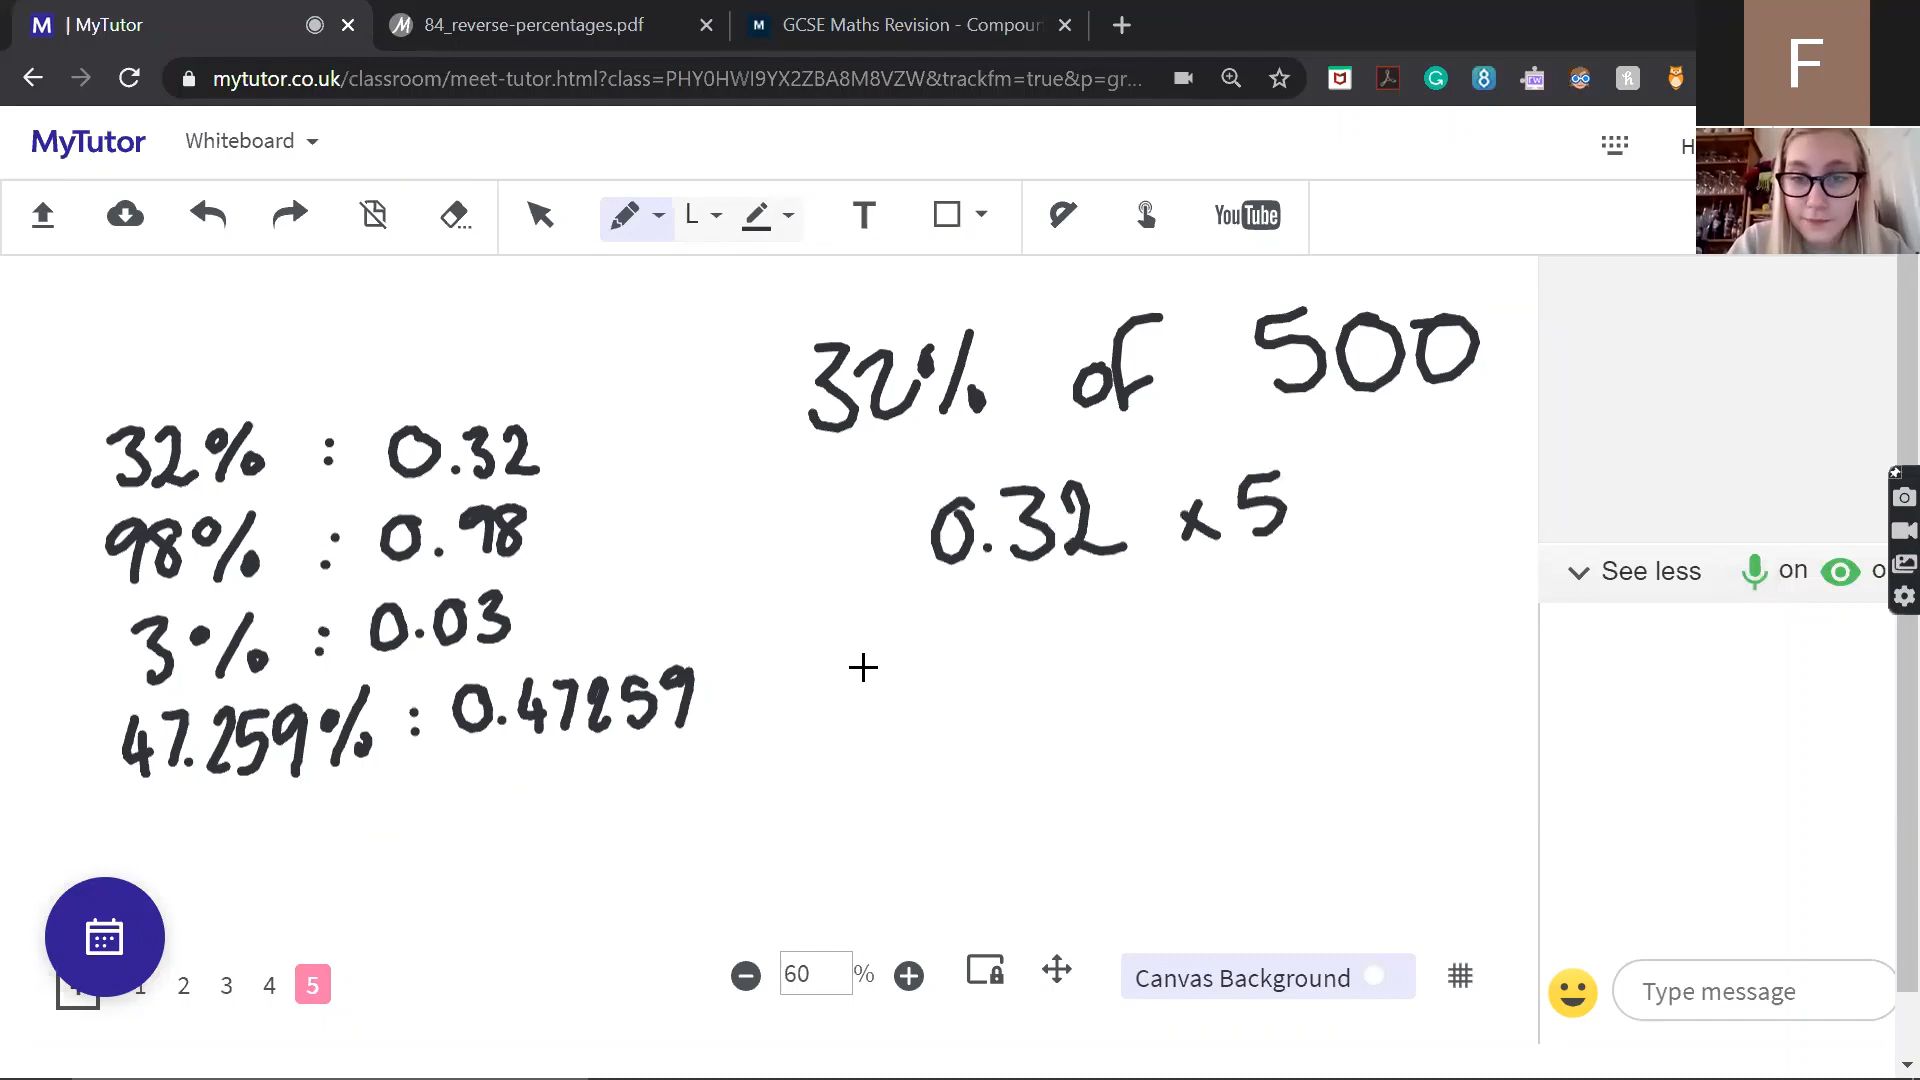 | MyTutor
84_reverse-percentages.pdf
GCSE Maths Revision - Compour
mytutor.co.uk/classroom/meet-tutor.html?class=PHY0HWI9YX2ZBA8M8VZW&trackfm=true&p=gr...
F
MyTutor
Whiteboard
H
L
T
YouTube
32% of 500
32% : 0.32
0.32 x 5
98% : 0.98
3% : 0.03
47.259% : 0.47259
See less
on
o
1 2 3 4 5
60 %
Canvas Background
Type message